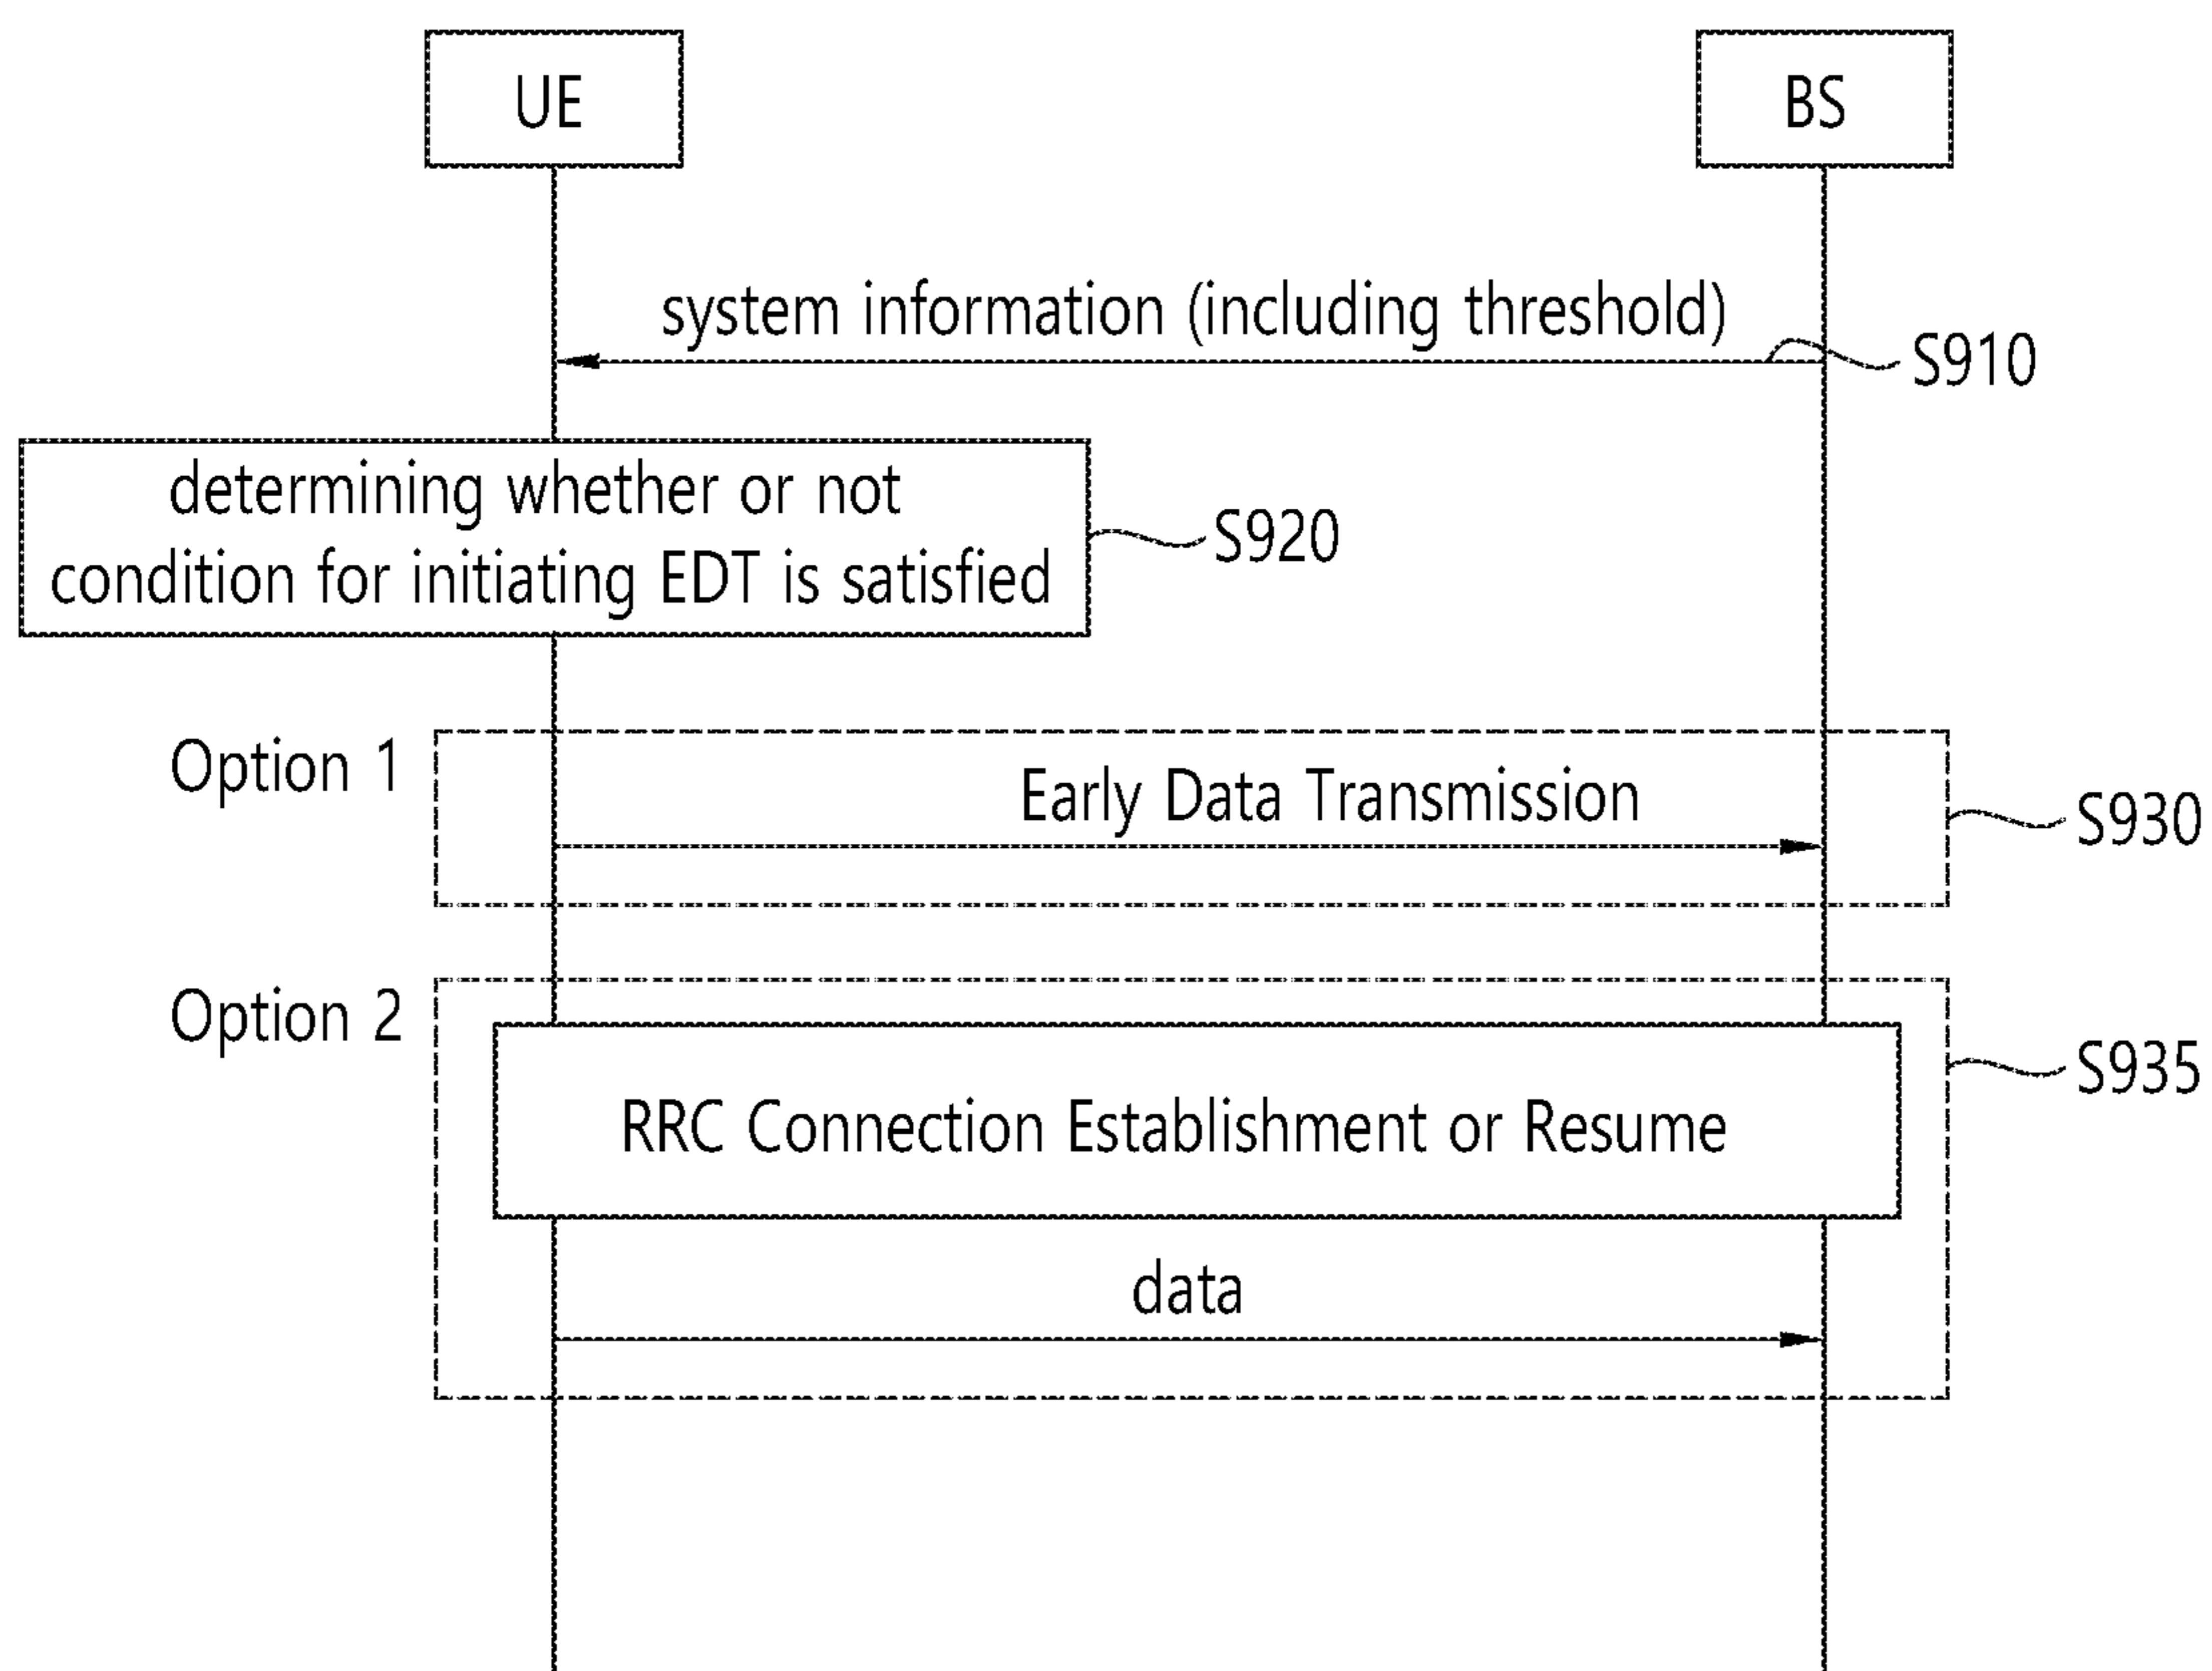 UE
BS
system information (including threshold)
S910
determining whether or not
condition for initiating EDT is satisfied
S920
Option 1
Early Data Transmission
S930
Option 2
RRC Connection Establishment or Resume
S935
data